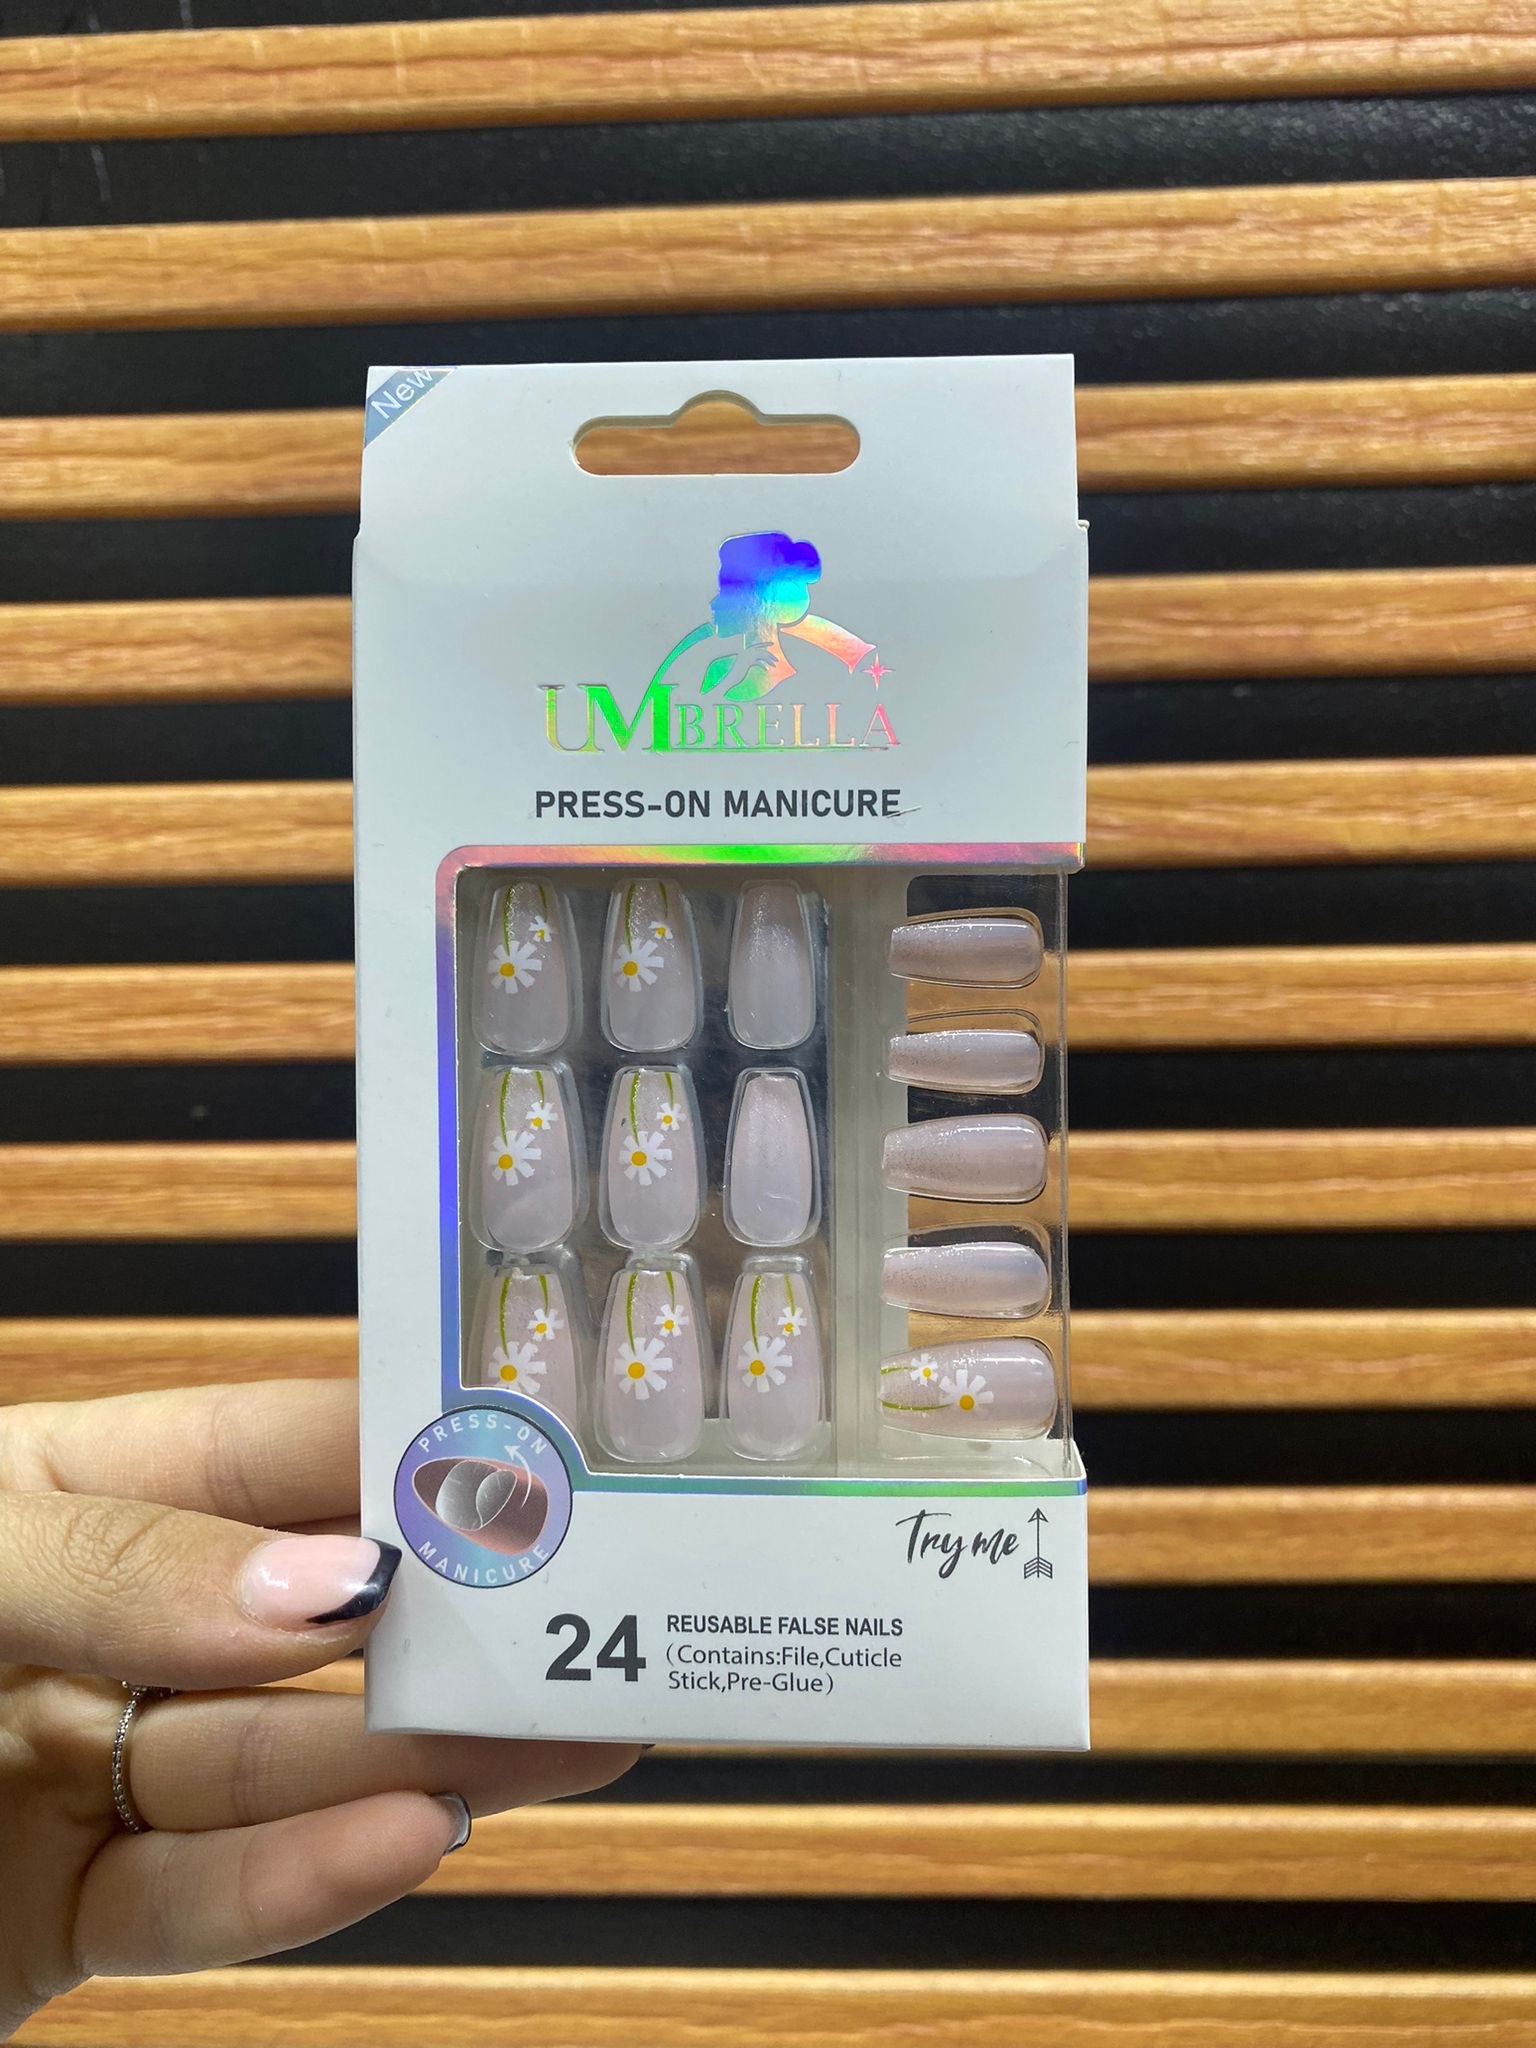 New
UMBRELLA
PRESS-ON MANICURE
PRESS-ON
MANICURE
Try me
24 REUSABLE FALSE NAILS
(Contains:File,Cuticle
Stick,Pre-Glue)